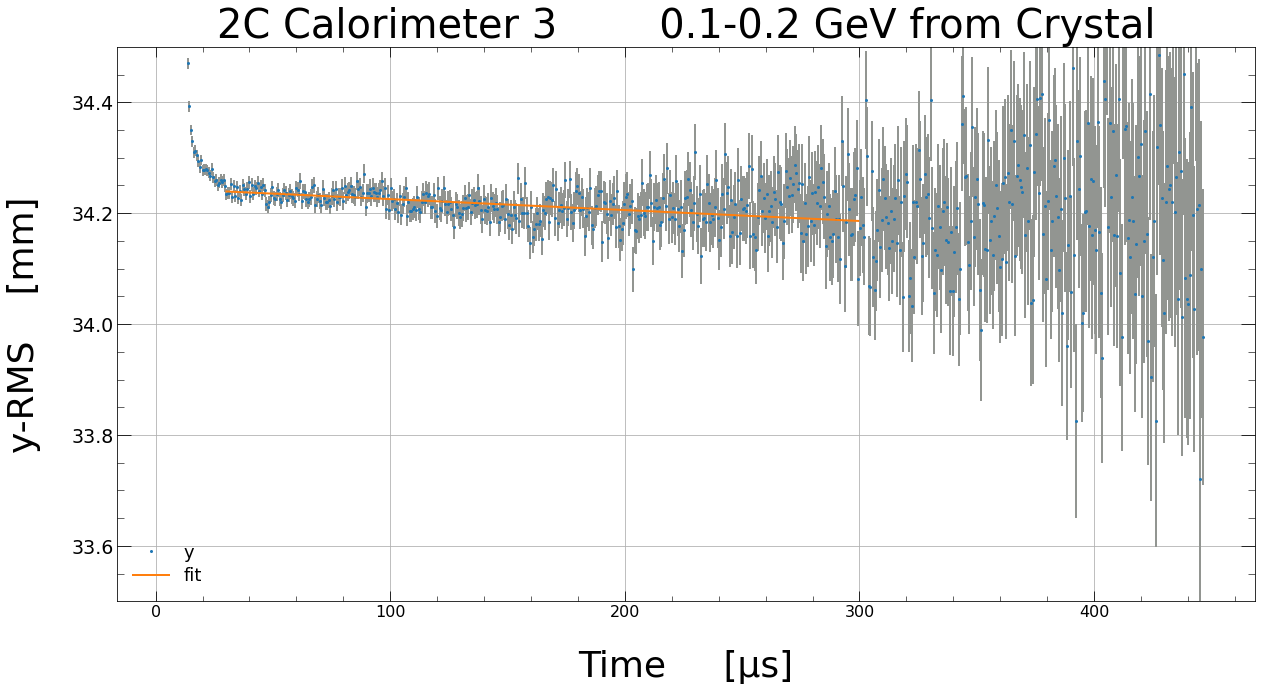 2C Calorimeter 3 0.1-0.2 GeV from Crystal
y-RMS [mm]
34.4
34.2
34.0
33.8
33.6
y
fit
0 100 200 300 400
Time [µs]